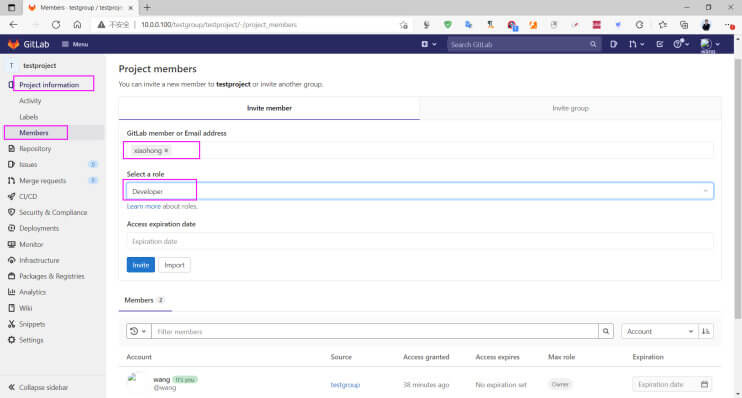 Members · testgroup / testproje
不安全 | 10.0.0.100/testgroup/testproject/-/project_members
GitLab Menu Search GitLab
T testproject
Project information
Activity
Labels
Members
Repository
Issues 0
Merge requests 0
CI/CD
Security & Compliance
Deployments
Monitor
Infrastructure
Packages & Registries
Analytics
Wiki
Snippets
Settings
Collapse sidebar
Project members
You can invite a new member to testproject or invite another group.
Invite member Invite group
GitLab member or Email address
xiaohong ×
Select a role
Developer
Learn more about roles.
Access expiration date
Expiration date
Invite Import
Members 2
Filter members Account
Account Source Access granted Access expires Max role Expiration
wang It's you testgroup 38 minutes ago No expiration set Owner Expiration date
@wang